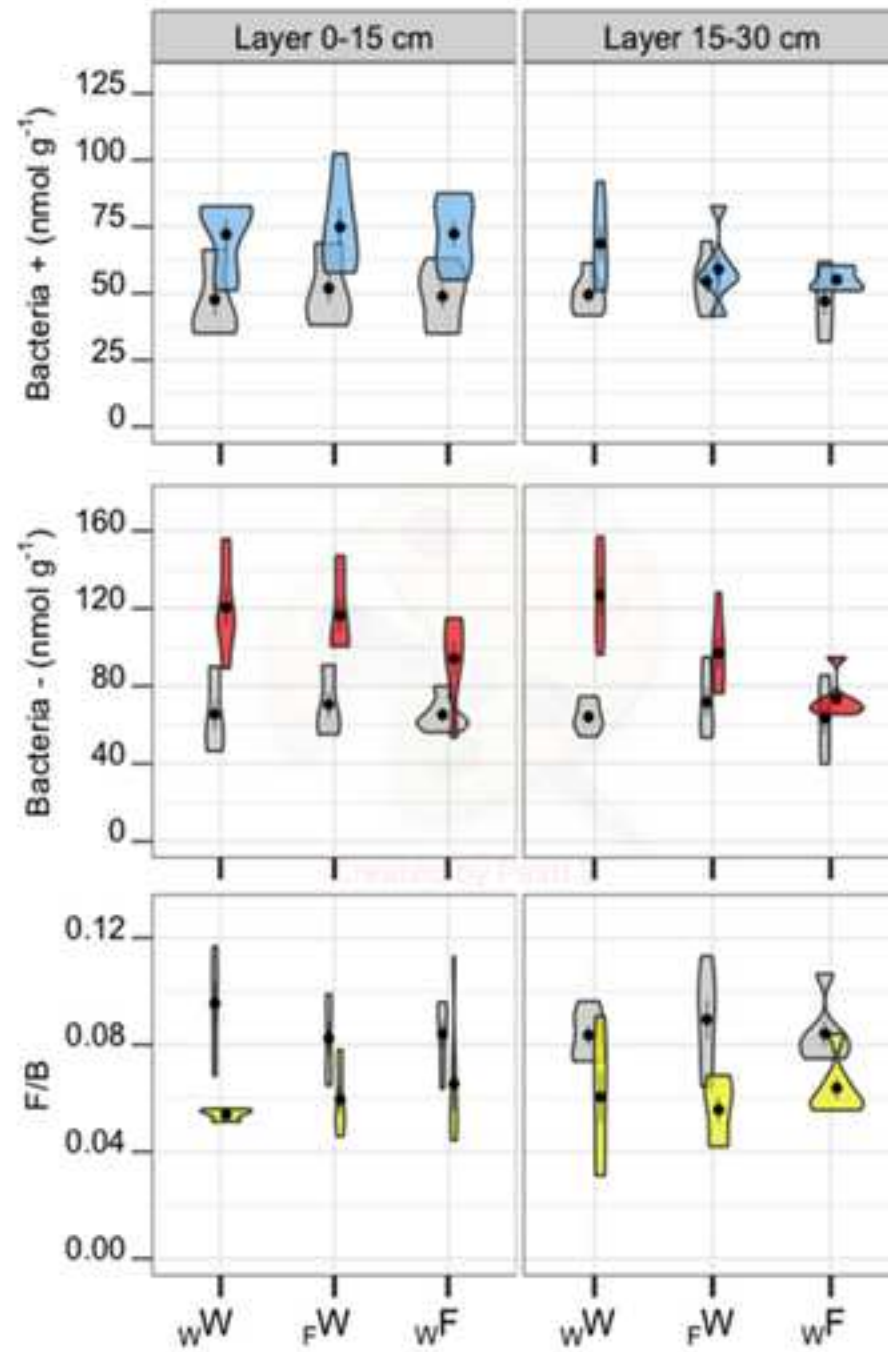 Layer 0-15 cm
Layer 15-30 cm
Bacteria + (nmol g⁻¹)
125
100
75
50
25
0
Bacteria - (nmol g⁻¹)
160
120
80
40
0
F/B
0.12
0.08
0.04
0.00
wW
FW
WF
wW
FW
WF